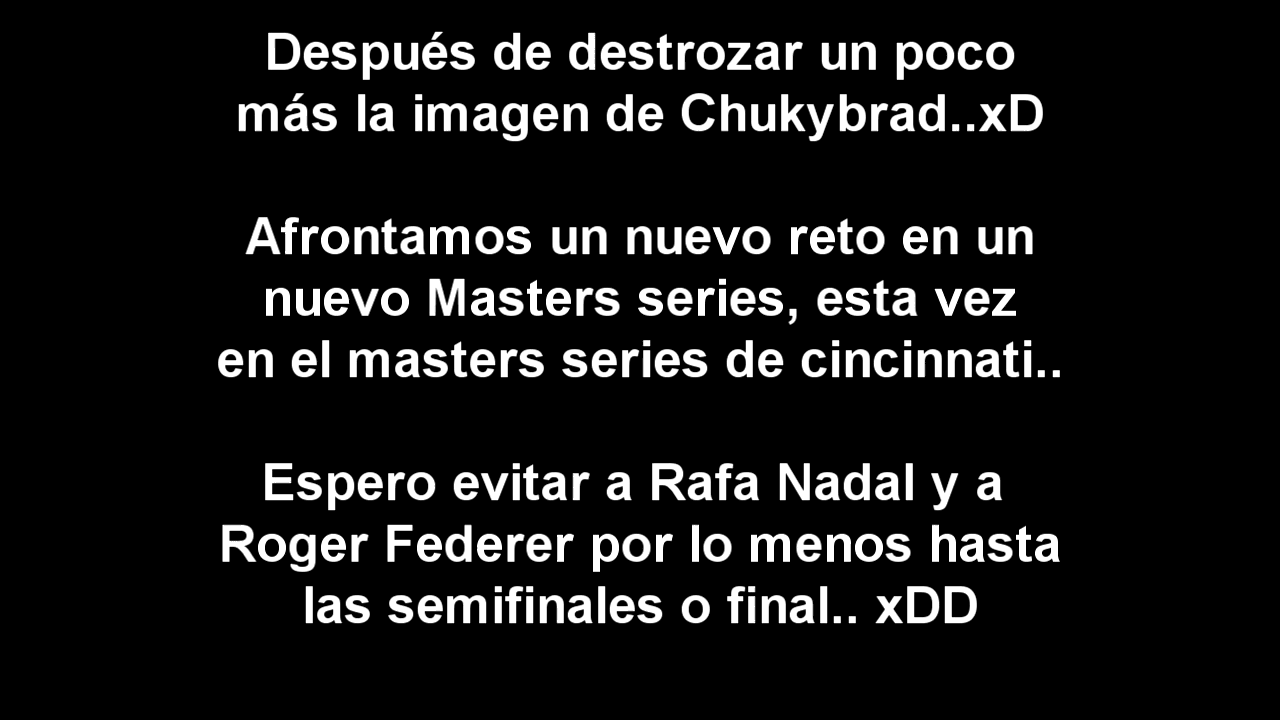 Después de destrozar un poco
más la imagen de Chukybrad..xD
Afrontamos un nuevo reto en un
nuevo Masters series, esta vez
en el masters series de cincinnati..
Espero evitar a Rafa Nadal y a
Roger Federer por lo menos hasta
las semifinales o final.. xDD